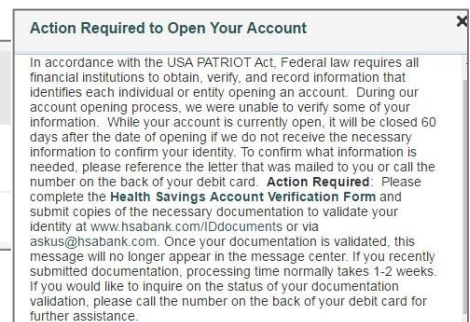 Action Required to Open Your Account
In accordance with the USA PATRIOT Act, Federal law requires all
financial institutions to obtain, verify, and record information that
identifies each individual or entity opening an account. During our
account opening process, we were unable to verify some of your
information. While your account is currently open, it will be closed 60
days after the date of opening if we do not receive the necessary
information to confirm your identity. To confirm what information is
needed, please reference the letter that was mailed to you or call the
number on the back of your debit card. Action Required: Please
complete the Health Savings Account Verification Form and
submit copies of the necessary documentation to validate your
identity at www.hsabank.com/IDdocuments or via
askus@hsabank.com. Once your documentation is validated, this
message will no longer appear in the message center. If you recently
submitted documentation, processing time normally takes 1-2 weeks.
If you would like to inquire on the status of your documentation
validation, please call the number on the back of your debit card for
further assistance.